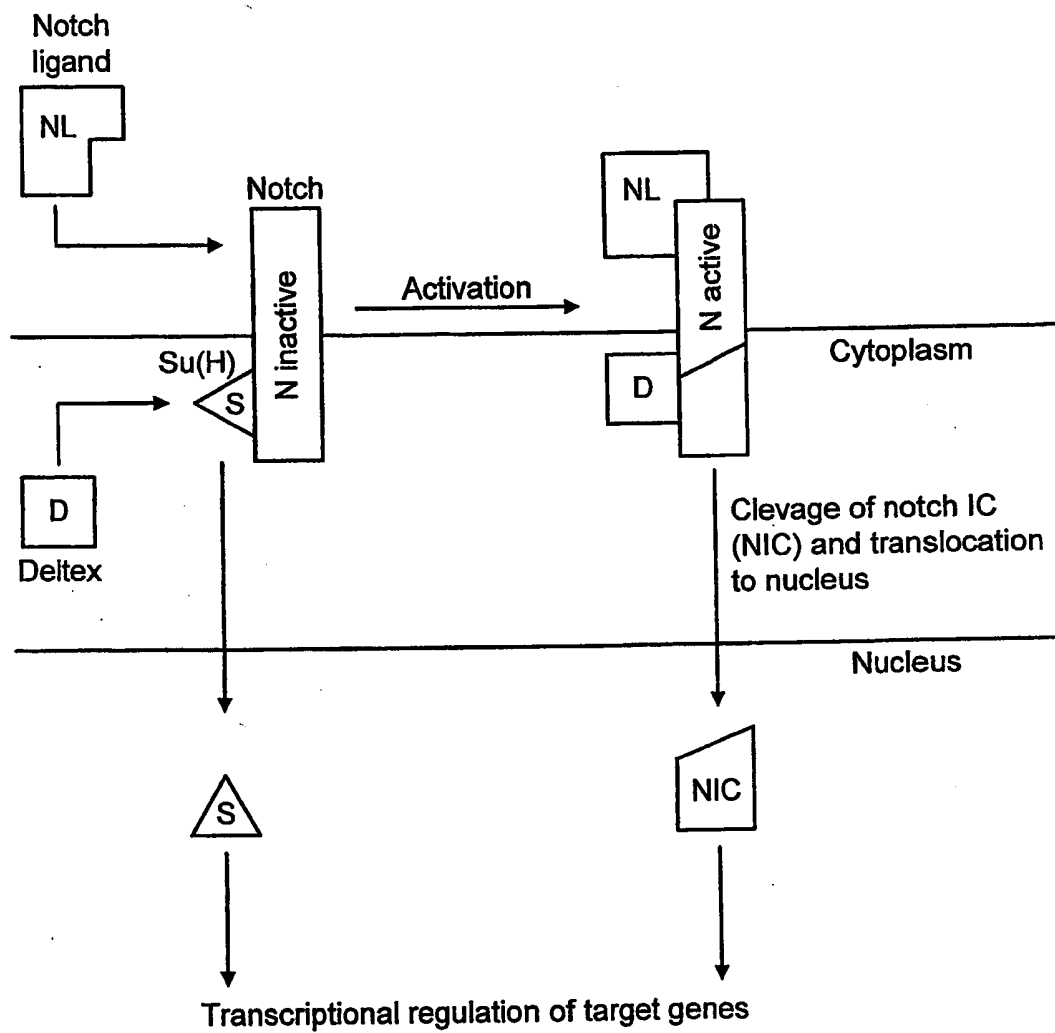 Notch
ligand
NL
Notch
N inactive
Activation
NL
N active
Cytoplasm
Su(H)
S
D
D
Deltex
Clevage of notch IC
(NIC) and translocation
to nucleus
Nucleus
S
NIC
Transcriptional regulation of target genes